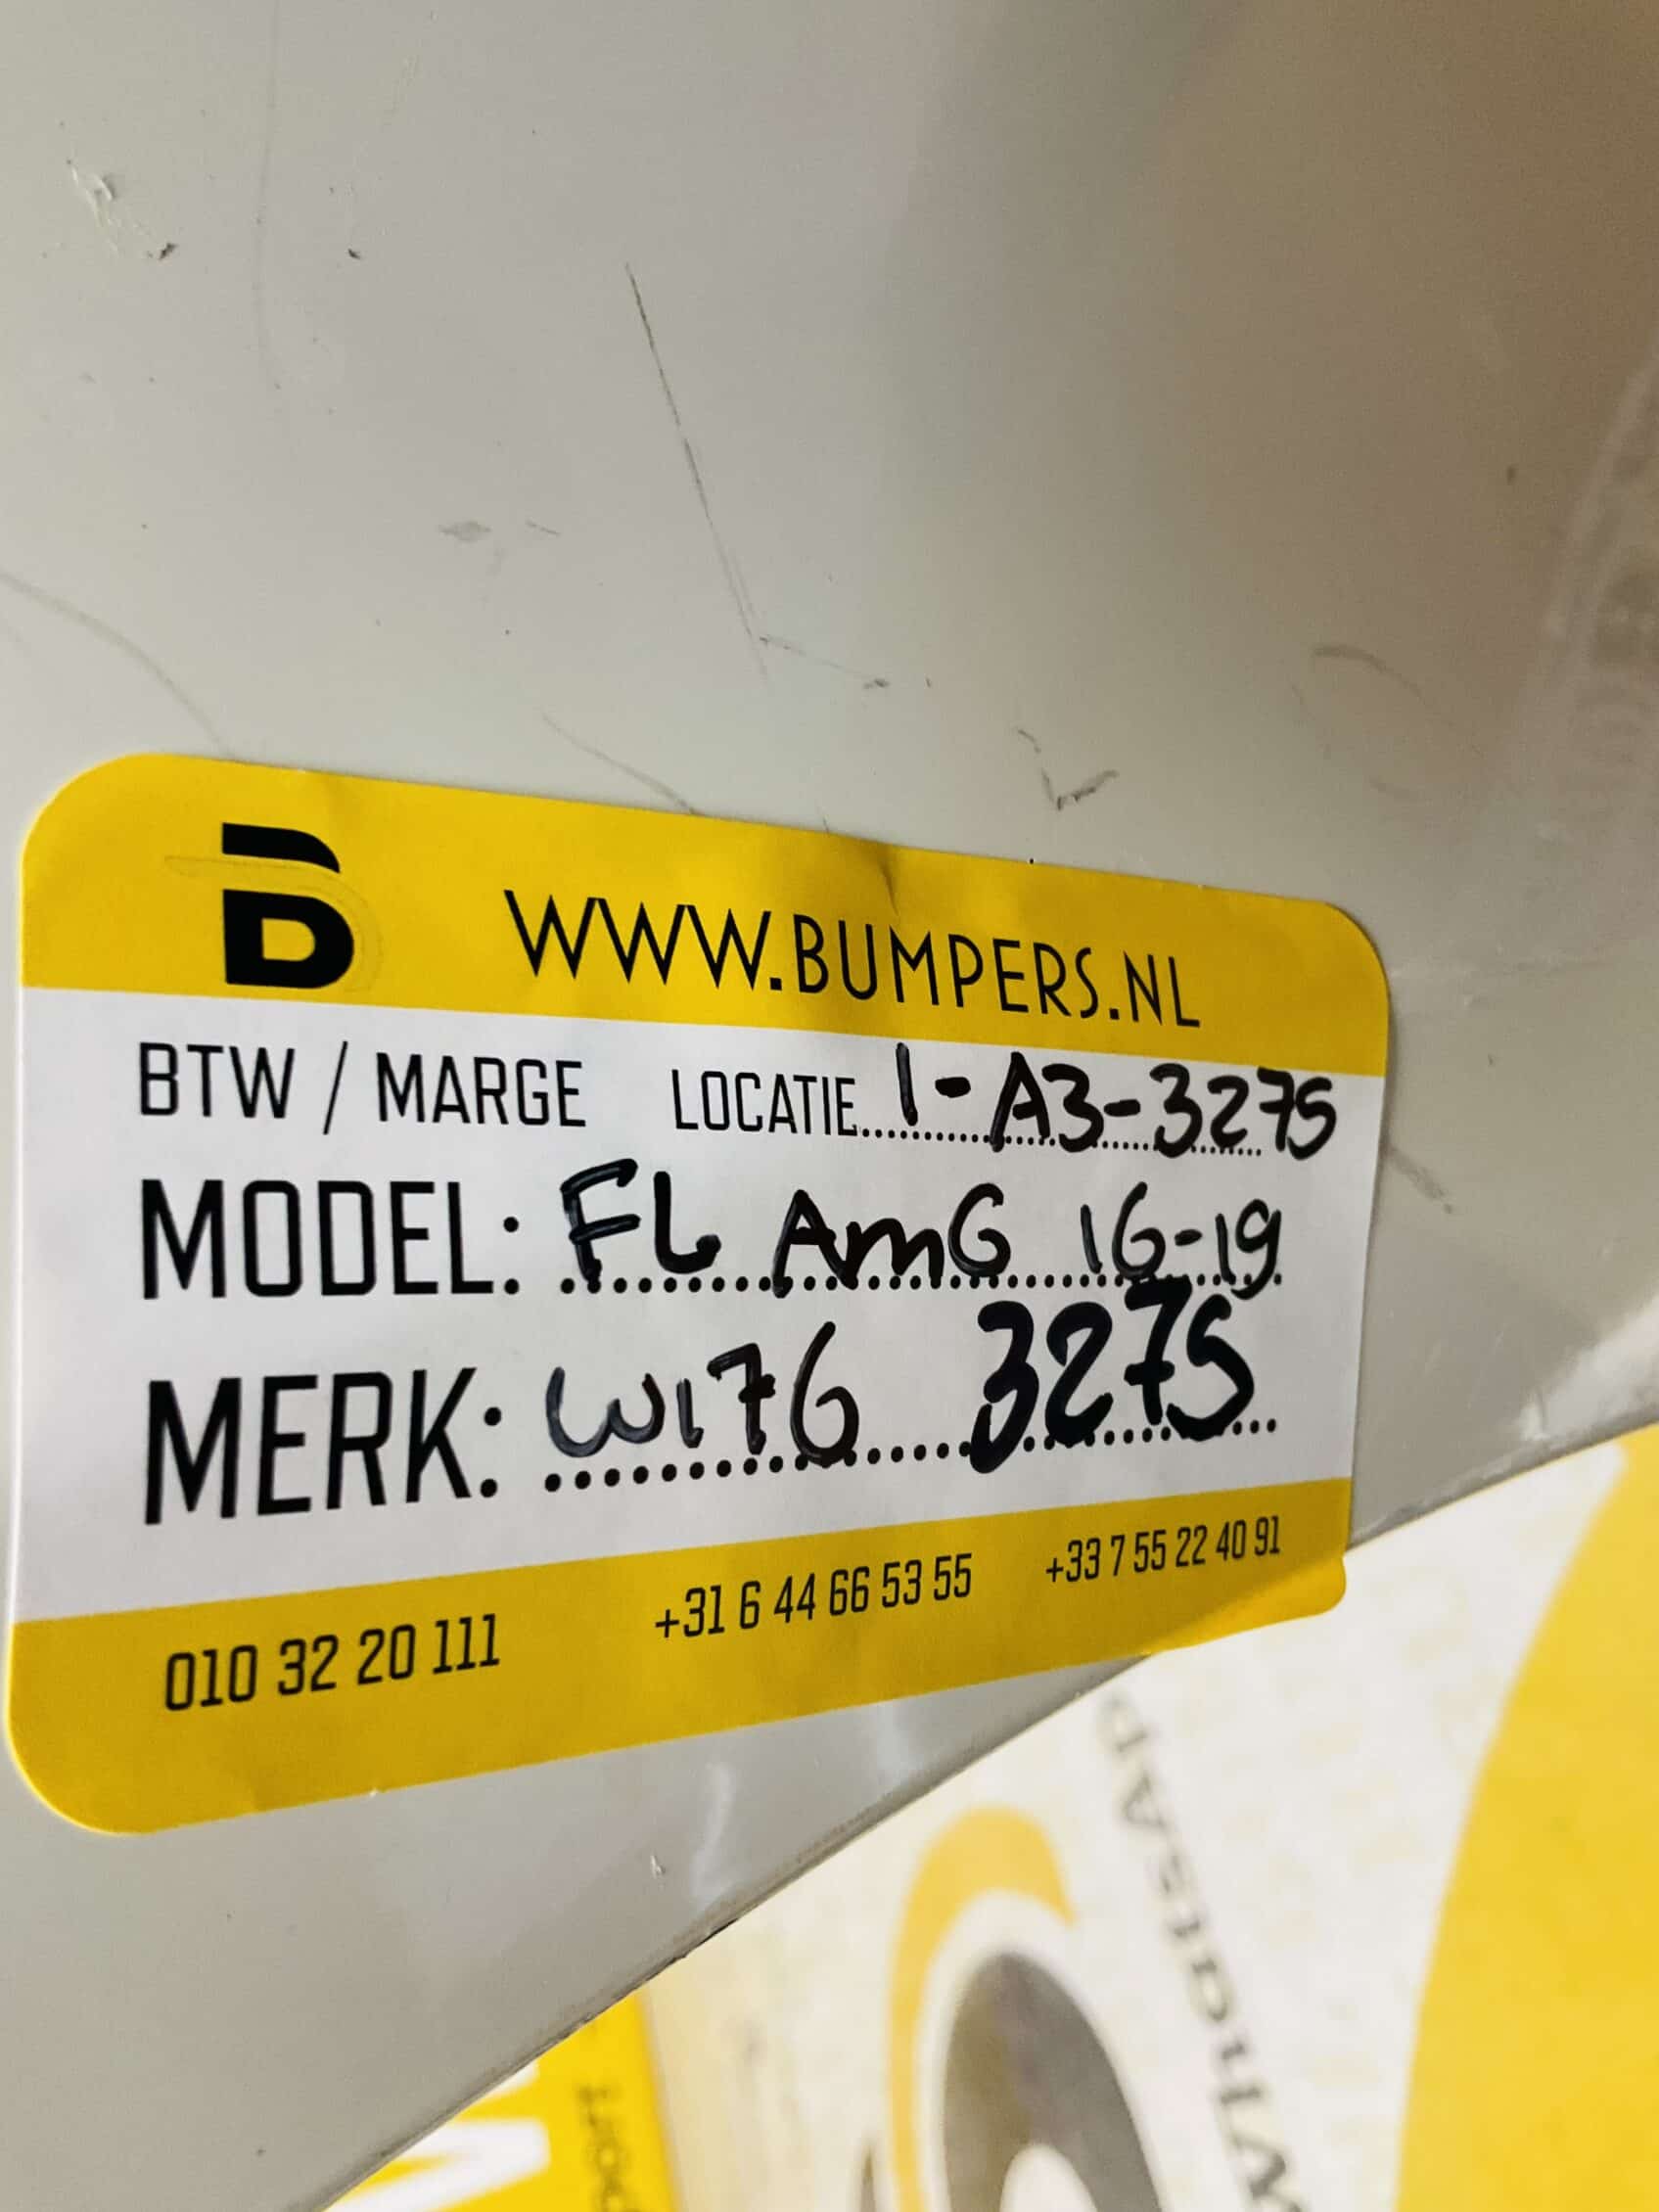 B WWW.BUMPERS.NL
BTW / MARGE LOCATIE 1-A3-3275
MODEL: FL AMG 16-19
MERK: W176 3275
010 32 20 111 +31 6 44 66 53 55 +33 7 55 22 40 91